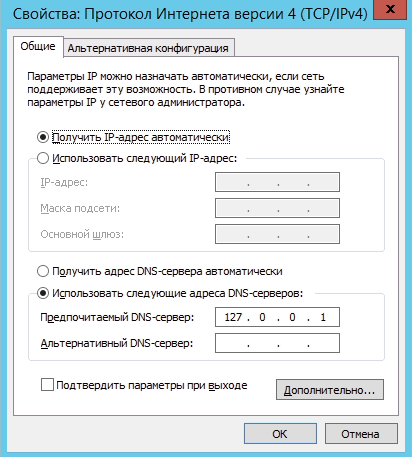 Свойства: Протокол Интернета версии 4 (TCP/IPv4)
x
Общие
Альтернативная конфигурация
Параметры IP можно назначать автоматически, если сеть
поддерживает эту возможность. В противном случае узнайте
параметры IP у сетевого администратора.
Получить IP-адрес автоматически
Использовать следующий IP-адрес:
IP-адрес: . . .
Маска подсети: . . .
Основной шлюз: . . .
Получить адрес DNS-сервера автоматически
Использовать следующие адреса DNS-серверов:
Предпочитаемый DNS-сервер: 127 . 0 . 0 . 1
Альтернативный DNS-сервер: . . .
Подтвердить параметры при выходе
Дополнительно...
ОК
Отмена